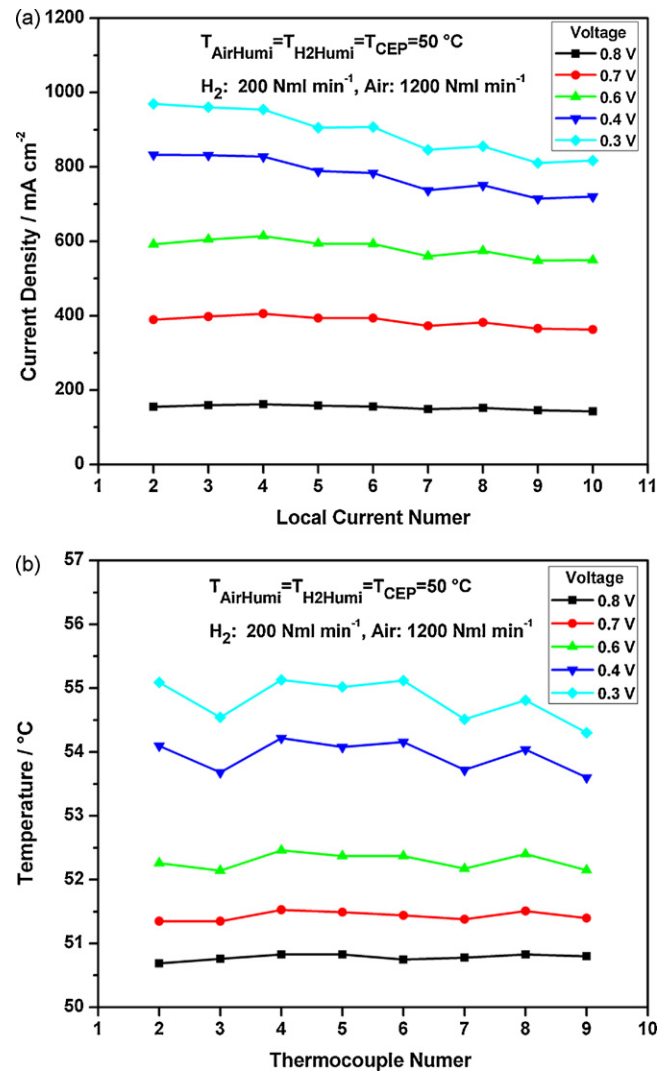 (a)
1200
1000
800
600
400
200
0
Current Density / mA cm⁻²
T_AirHumi=T_H2Humi=T_CEP=50 °C
H₂: 200 Nml min⁻¹, Air: 1200 Nml min⁻¹
Voltage
0.8 V
0.7 V
0.6 V
0.4 V
0.3 V
1 2 3 4 5 6 7 8 9 10 11
Local Current Numer
(b)
57
56
55
54
53
52
51
50
Temperature / °C
T_AirHumi=T_H2Humi=T_CEP=50 °C
H₂: 200 Nml min⁻¹, Air: 1200 Nml min⁻¹
Voltage
0.8 V
0.7 V
0.6 V
0.4 V
0.3 V
1 2 3 4 5 6 7 8 9 10
Thermocouple Numer